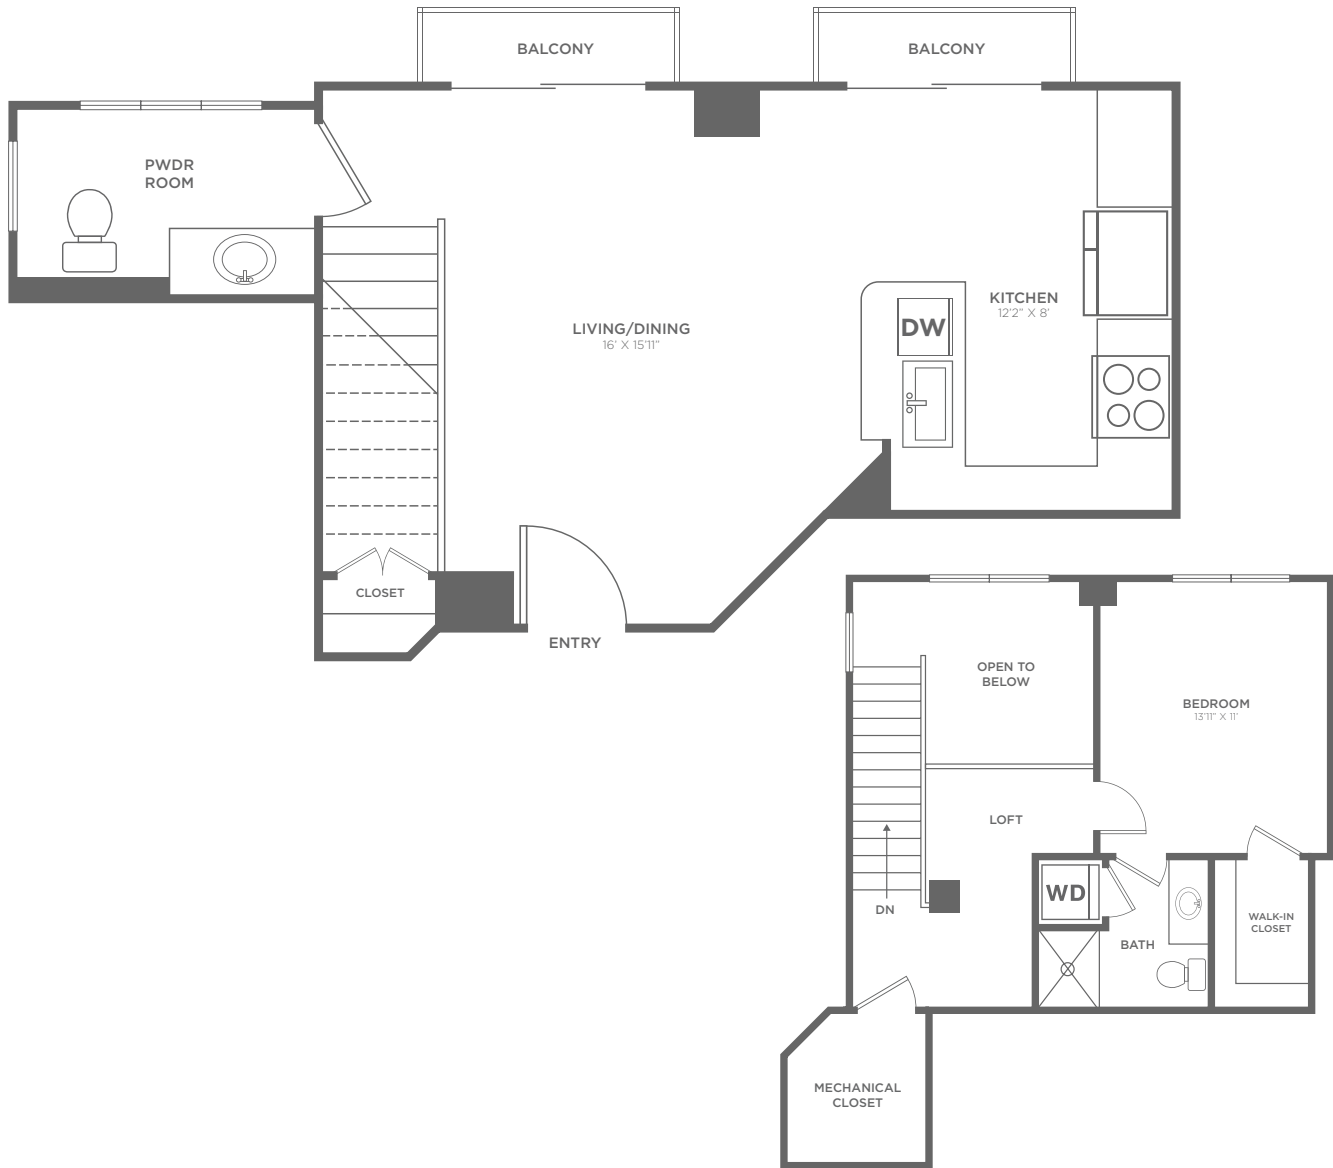 BALCONY
BALCONY
PWDR
ROOM
KITCHEN
12'2" X 8'
DW
LIVING/DINING
16' X 15'11"
CLOSET
ENTRY
OPEN TO
BELOW
BEDROOM
13'11" X 11'
LOFT
WD
DN
WALK-IN
CLOSET
BATH
MECHANICAL
CLOSET